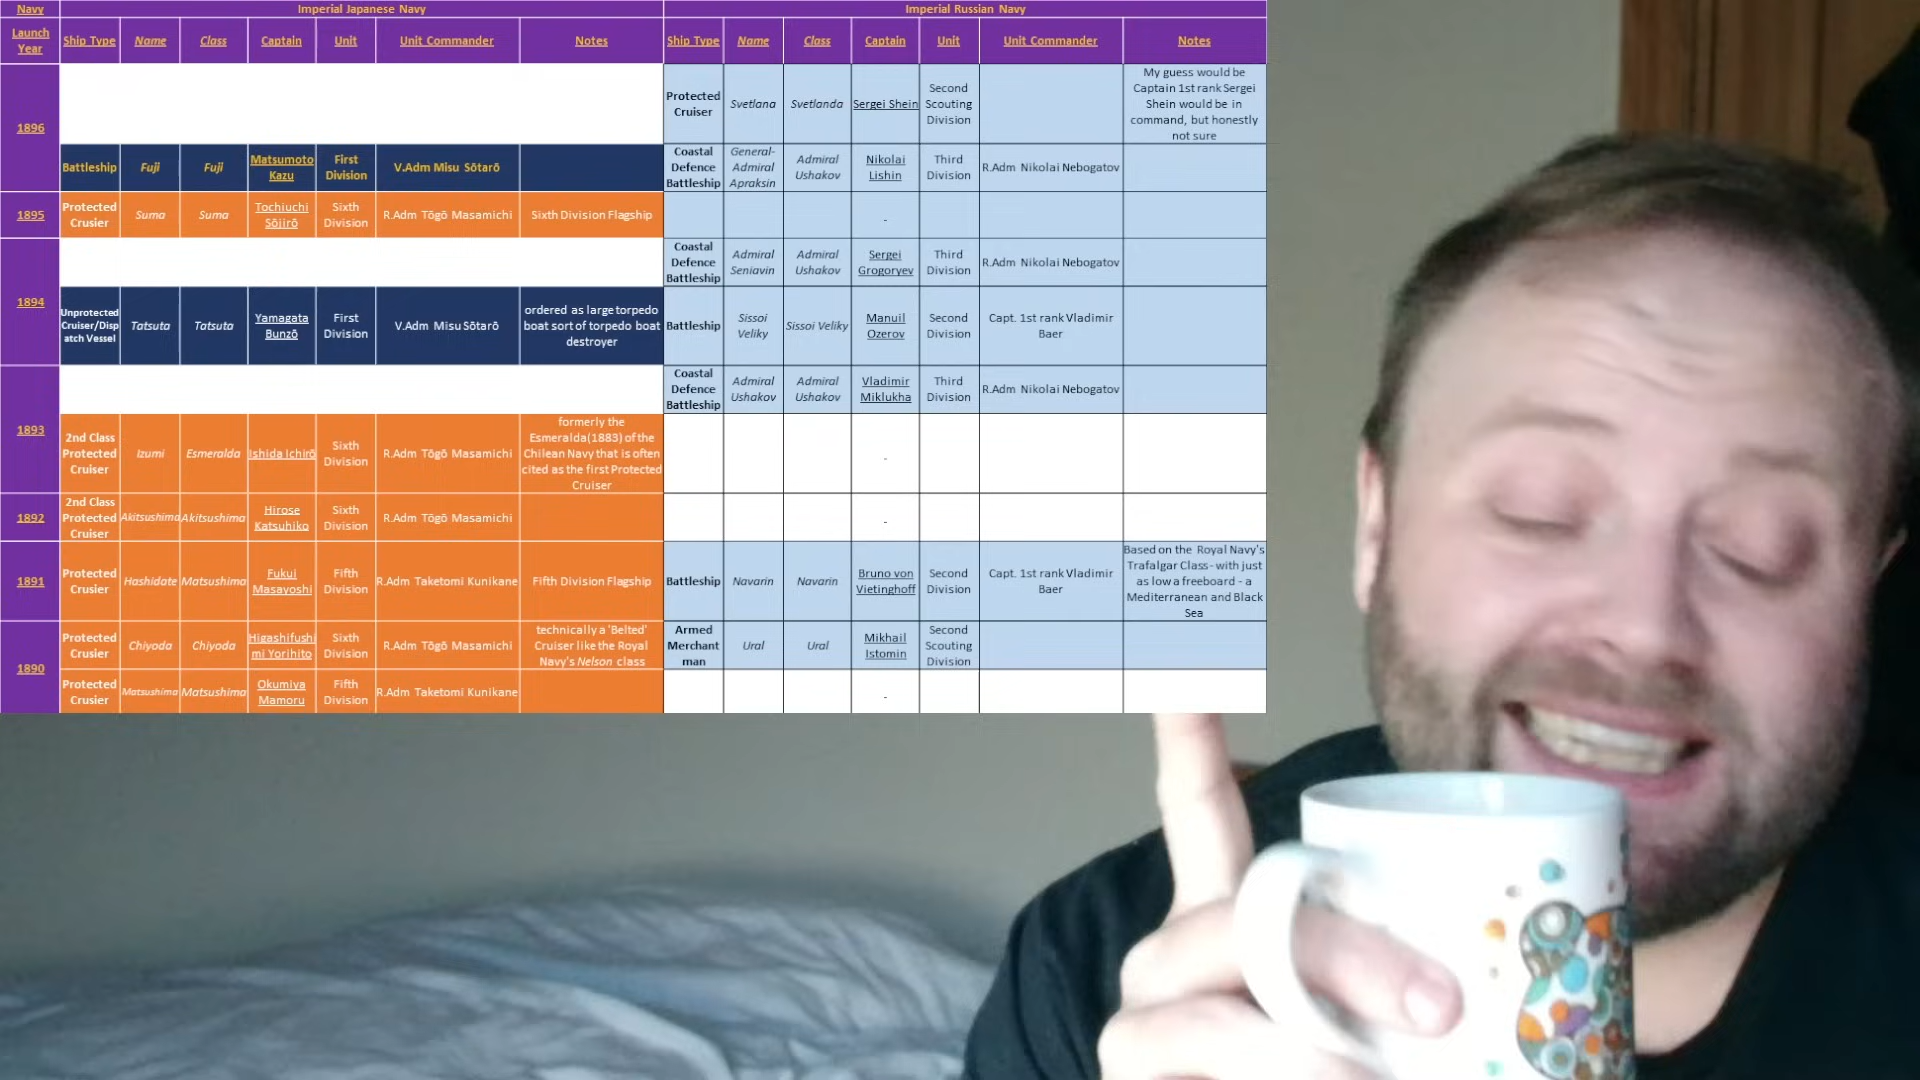 Navy Imperial Japanese Navy Imperial Russian Navy
Launch Year Ship Type Name Class Captain Unit Unit Commander Notes Ship Type Name Class Captain Unit Unit Commander Notes
1896
Protected Cruiser Svetlana Svetlanda Sergei Shein Second Scouting Division My guess would be Captain 1st rank Sergei Shein would be in command, but honestly not sure
Battleship Fuji Fuji Matsumoto Kazu First Division V.Adm Misu Sōtarō Coastal Defence Battleship General-Admiral Apraksin Admiral Ushakov Nikolai Lishin Third Division R.Adm Nikolai Nebogatov
1895 Protected Crusier Suma Suma Tochiuchi Sōjirō Sixth Division R.Adm Tōgō Masamichi Sixth Division Flagship -
1894
Coastal Defence Battleship Admiral Seniavin Admiral Ushakov Sergei Grogoryev Third Division R.Adm Nikolai Nebogatov
Unprotected Cruiser/Disp atch Vessel Tatsuta Tatsuta Yamagata Bunzō First Division V.Adm Misu Sōtarō ordered as large torpedo boat sort of torpedo boat destroyer Battleship Sissoi Veliky Sissoi Veliky Manuil Ozerov Second Division Capt. 1st rank Vladimir Baer
1893
Coastal Defence Battleship Admiral Ushakov Admiral Ushakov Vladimir Miklukha Third Division R.Adm Nikolai Nebogatov
2nd Class Protected Cruiser Izumi Esmeralda Ishida Ichirō Sixth Division R.Adm Tōgō Masamichi formerly the Esmeralda(1883) of the Chilean Navy that is often cited as the first Protected Cruiser -
1892 2nd Class Protected Cruiser Akitsushima Akitsushima Hirose Katsuhiko Sixth Division R.Adm Tōgō Masamichi -
1891 Protected Crusier Hashidate Matsushima Fukui Masayoshi Fifth Division R.Adm Taketomi Kunikane Fifth Division Flagship Battleship Navarin Navarin Bruno von Vietinghoff Second Division Capt. 1st rank Vladimir Baer Based on the Royal Navy's Trafalgar Class - with just as low a freeboard - a Mediterranean and Black Sea
1890
Protected Crusier Chiyoda Chiyoda Higashifushi mi Yorihito Sixth Division R.Adm Tōgō Masamichi technically a 'Belted' Cruiser like the Royal Navy's Nelson class Armed Merchant man Ural Ural Mikhail Istomin Second Scouting Division
Protected Crusier Matsushima Matsushima Okumiya Mamoru Fifth Division R.Adm Taketomi Kunikane -